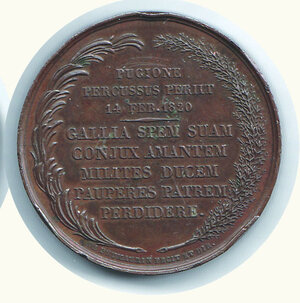 PUGIONE
PERCUSSUS PERIIT
14 FEB. 1820
GALLIA SPEM SUAM
CONJUX AMANTEM
MILITES DUCEM
PAUPERES PATREM
PERDIDERE.